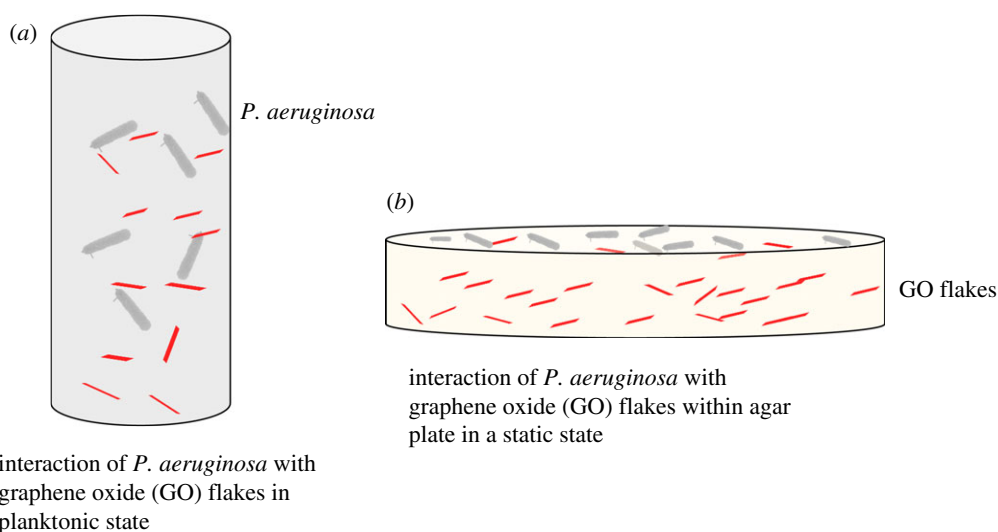 (a)
P. aeruginosa
(b)
GO flakes
interaction of P. aeruginosa with
graphene oxide (GO) flakes within agar
plate in a static state
interaction of P. aeruginosa with
graphene oxide (GO) flakes in
planktonic state